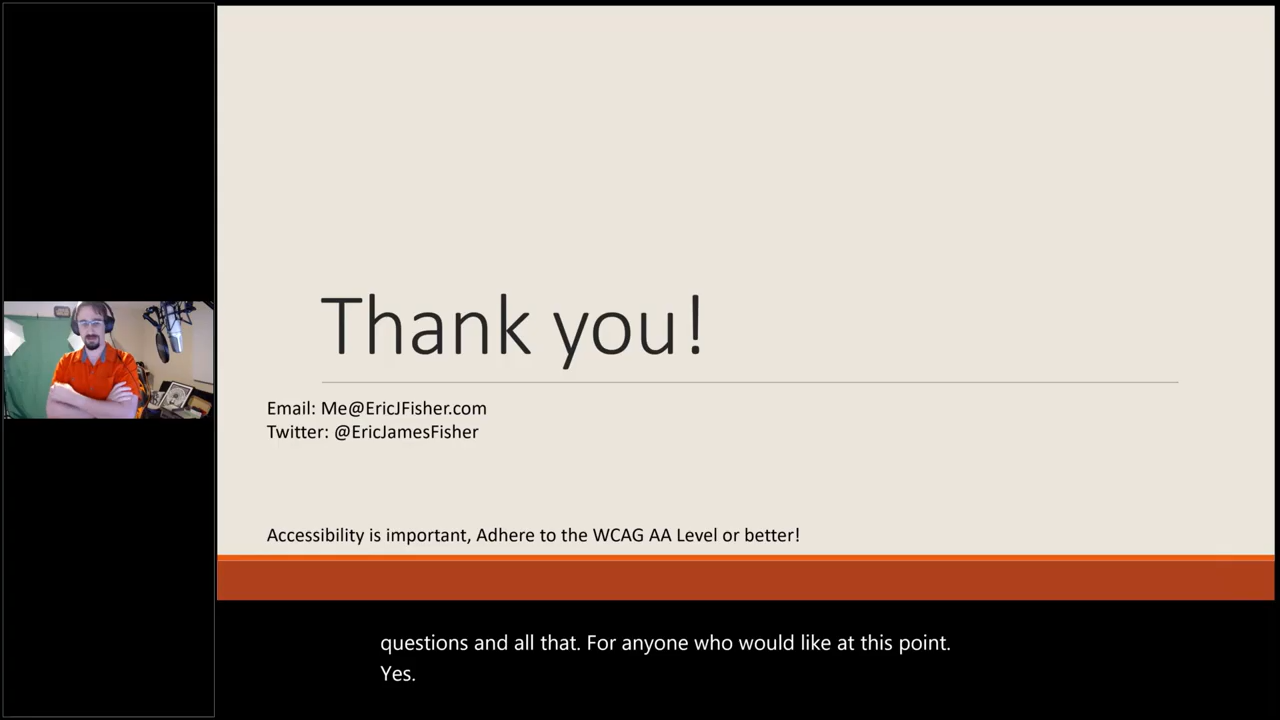 Thank you!
Email: Me@EricJFisher.com
Twitter: @EricJamesFisher
Accessibility is important, Adhere to the WCAG AA Level or better!
questions and all that. For anyone who would like at this point.
Yes.